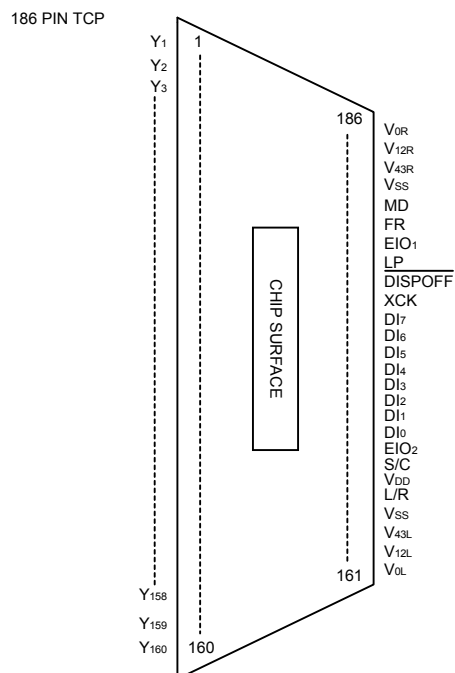 186 PIN TCP
Y1
Y2
Y3
Y158
Y159
Y160
1
160
CHIP SURFACE
186
161
V0R
V12R
V43R
VSS
MD
FR
EIO1
LP
DISPOFF
XCK
DI7
DI6
DI5
DI4
DI3
DI2
DI1
DI0
EIO2
S/C
VDD
L/R
VSS
V43L
V12L
V0L